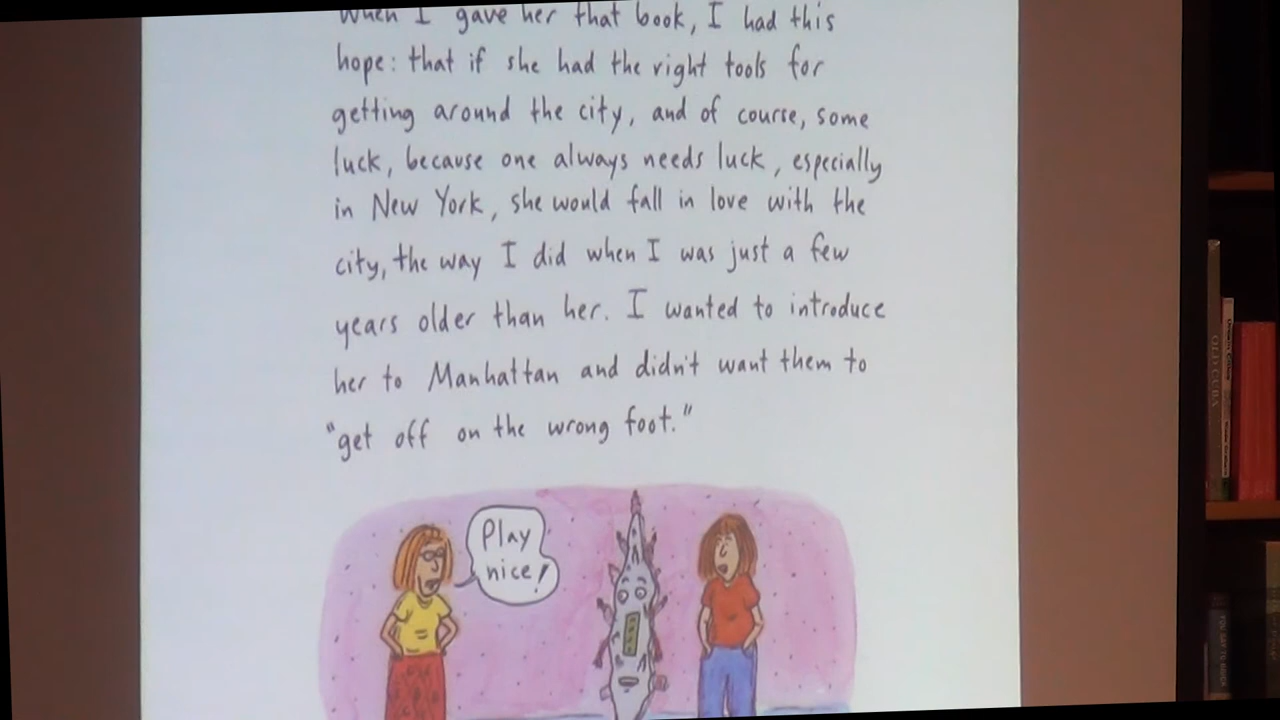 When I gave her that book, I had this
hope: that if she had the right tools for
getting around the city, and of course, some
luck, because one always needs luck, especially
in New York, she would fall in love with the
city, the way I did when I was just a few
years older than her. I wanted to introduce
her to Manhattan and didn't want them to
"get off on the wrong foot."
Play
nice!
OLD CUBA